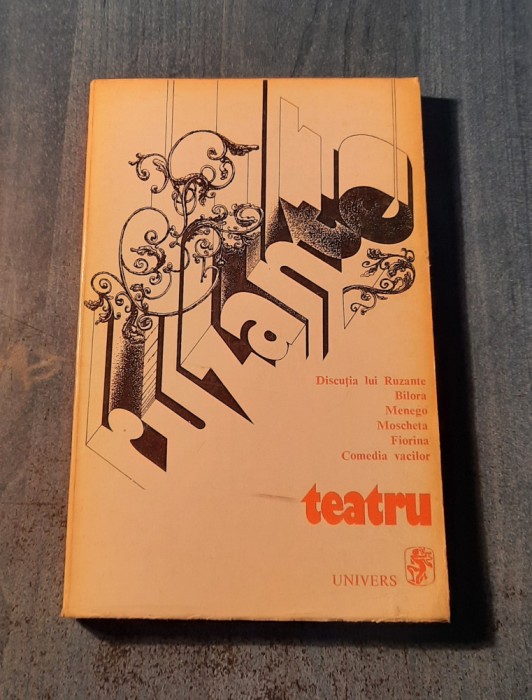 ruzante
Discuția lui Ruzante
Bilora
Menego
Moscheta
Fiorina
Comedia vacilor
teatru
UNIVERS